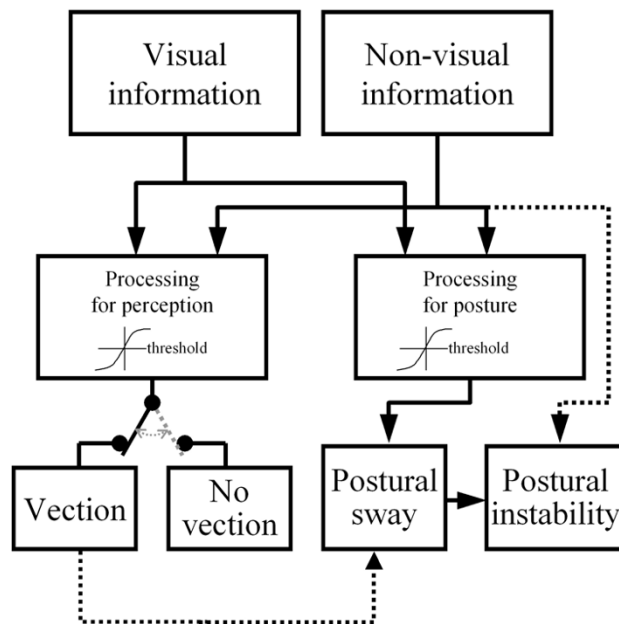 Visual
information
Non-visual
information
Processing
for perception
threshold
Processing
for posture
threshold
Vection
No
vection
Postural
sway
Postural
instability